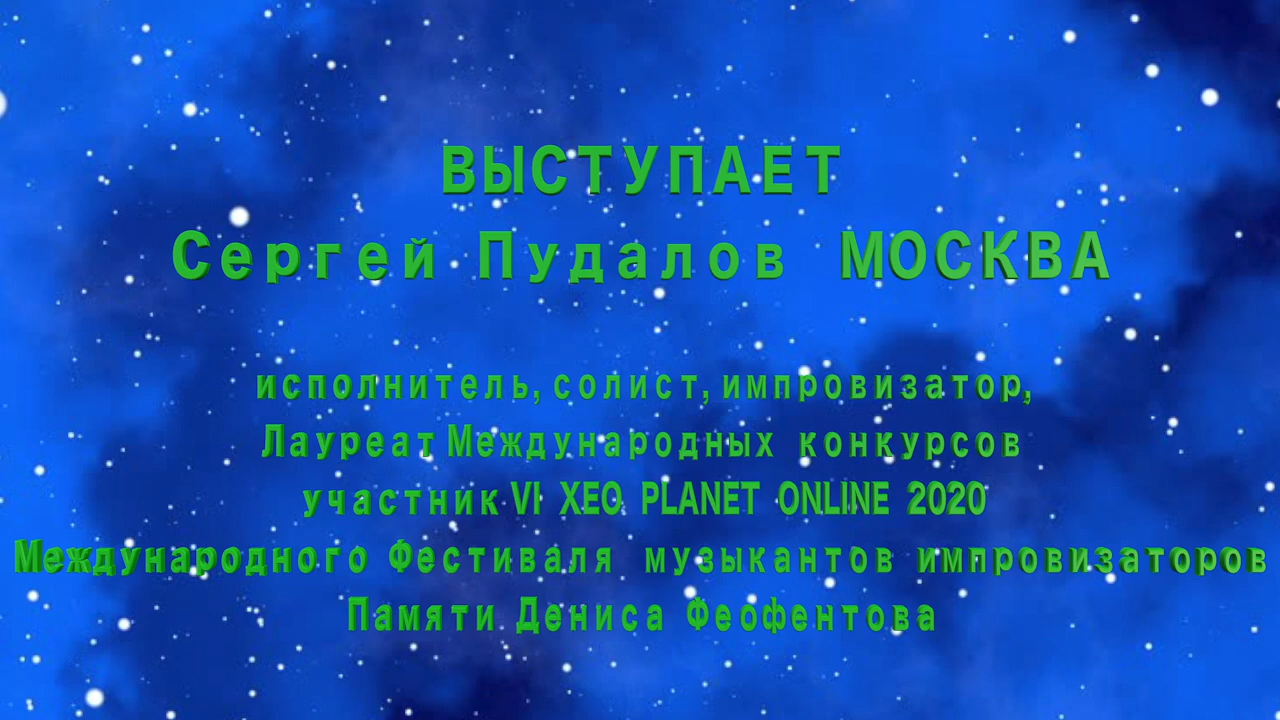 ВЫСТУПАЕТ
Сергей Пудалов МОСКВА
исполнитель, солист, импровизатор,
Лауреат Международных конкурсов
участник VI XEO PLANET ONLINE 2020
Международного Фестиваля музыкантов импровизаторов
Памяти Дениса Феофентова